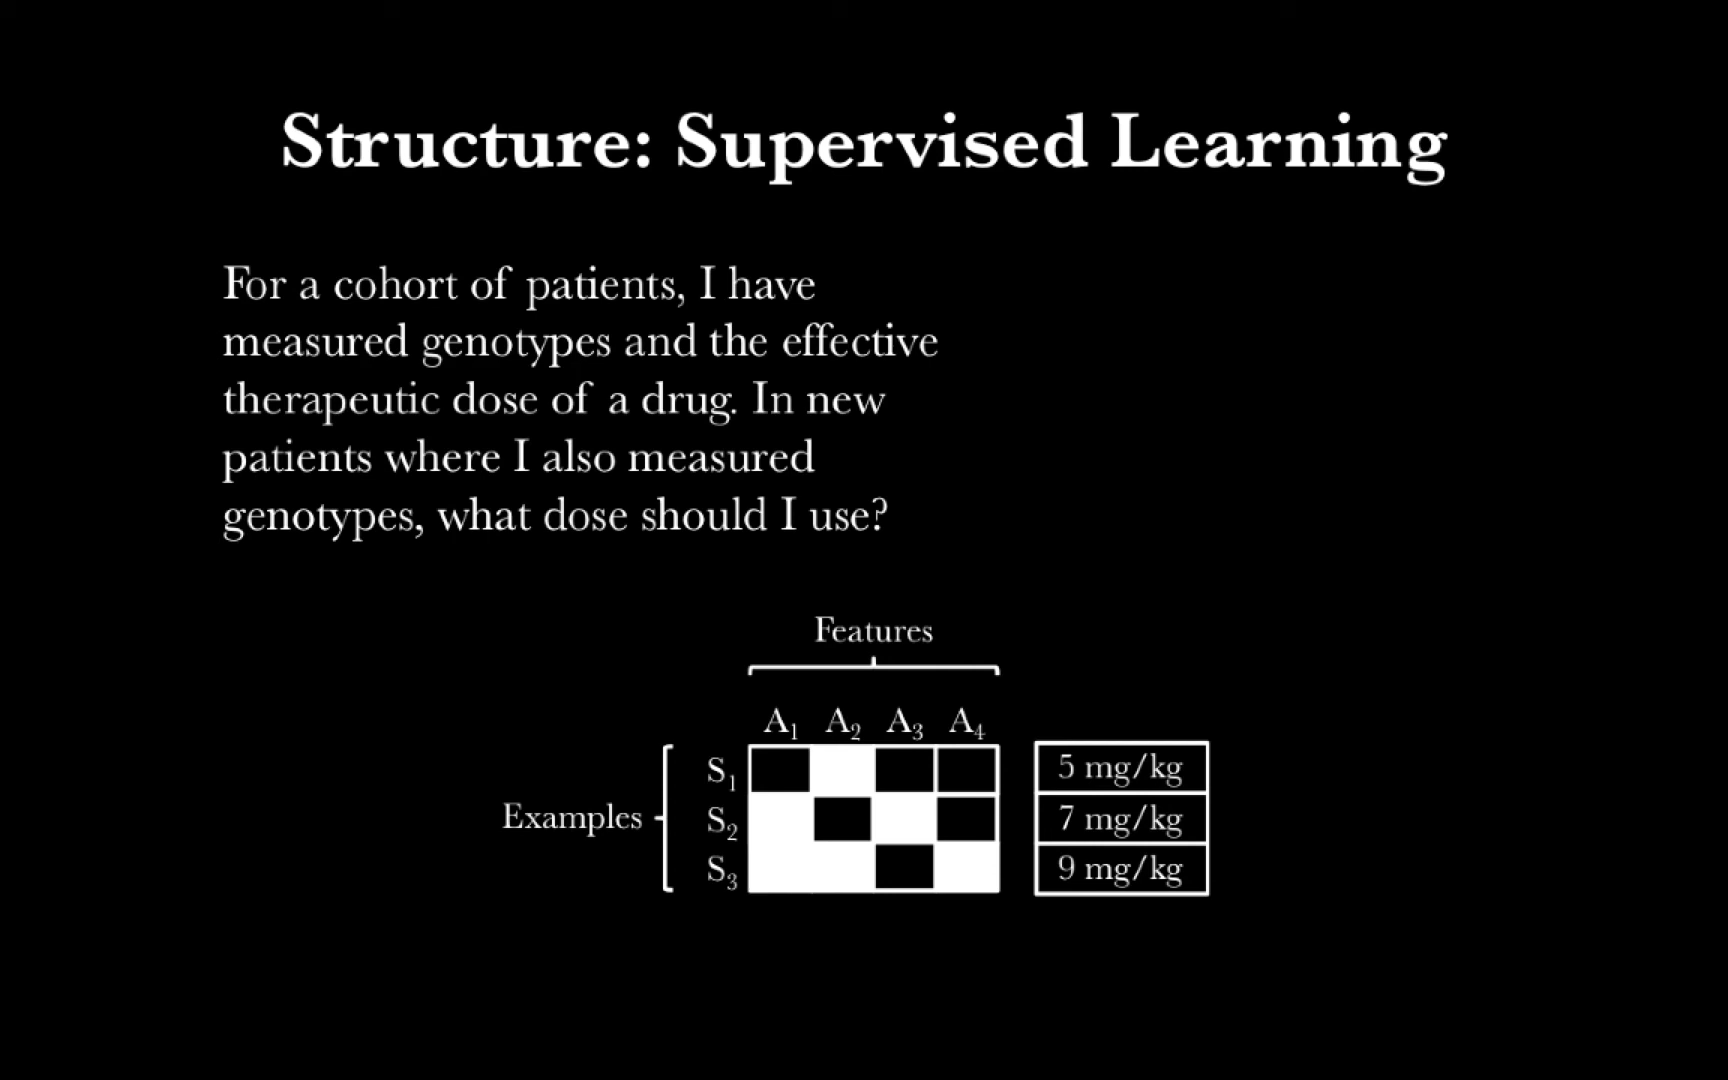 Structure: Supervised Learning
For a cohort of patients, I have
measured genotypes and the effective
therapeutic dose of a drug. In new
patients where I also measured
genotypes, what dose should I use?
Features
A₁ A₂ A₃ A₄
S₁ 5 mg/kg
Examples S₂ 7 mg/kg
S₃ 9 mg/kg